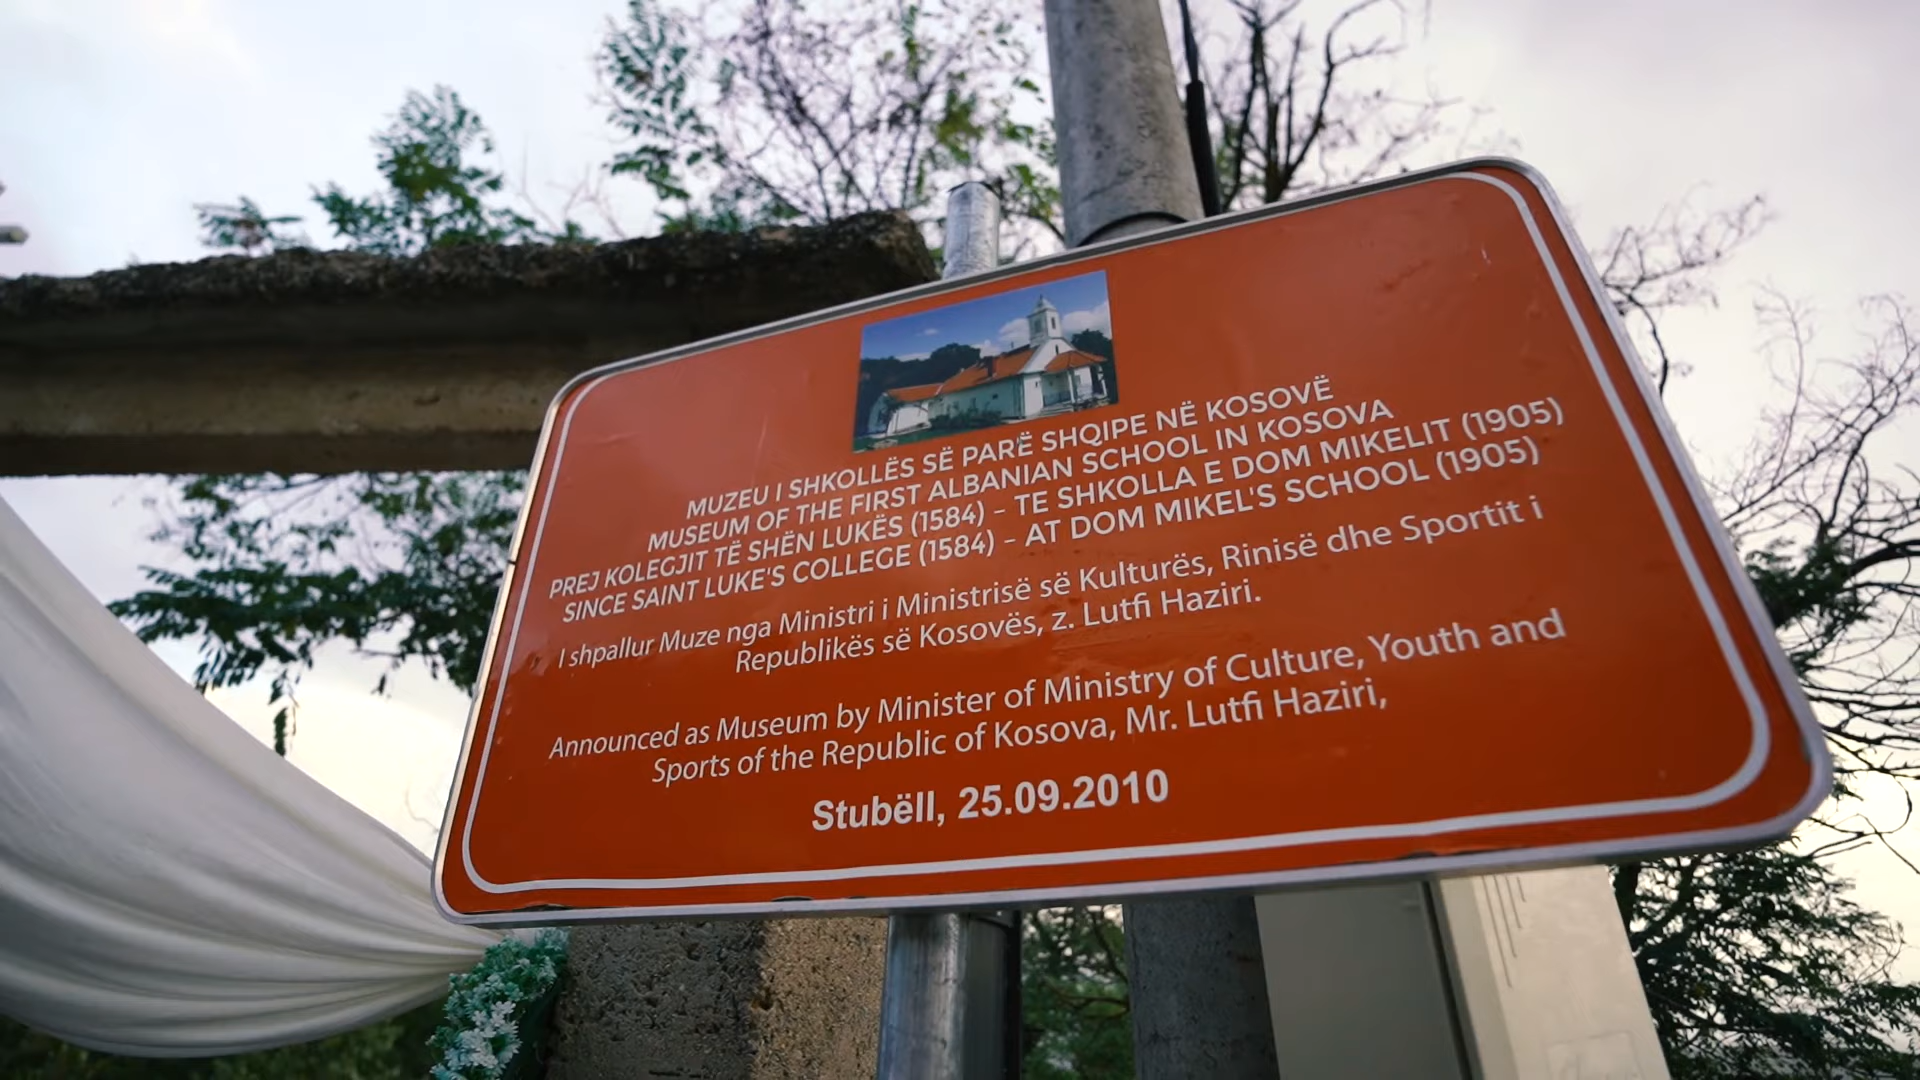 MUZEU I SHKOLLËS SË PARË SHQIPE NË KOSOVË
MUSEUM OF THE FIRST ALBANIAN SCHOOL IN KOSOVA
PREJ KOLEGJIT TË SHËN LUKËS (1584) – TE SHKOLLA E DOM MIKELIT (1905)
SINCE SAINT LUKE'S COLLEGE (1584) – AT DOM MIKEL'S SCHOOL (1905)
I shpallur Muze nga Ministri i Ministrisë së Kulturës, Rinisë dhe Sportit i
Republikës së Kosovës, z. Lutfi Haziri.
Announced as Museum by Minister of Ministry of Culture, Youth and
Sports of the Republic of Kosova, Mr. Lutfi Haziri,
Stubëll, 25.09.2010